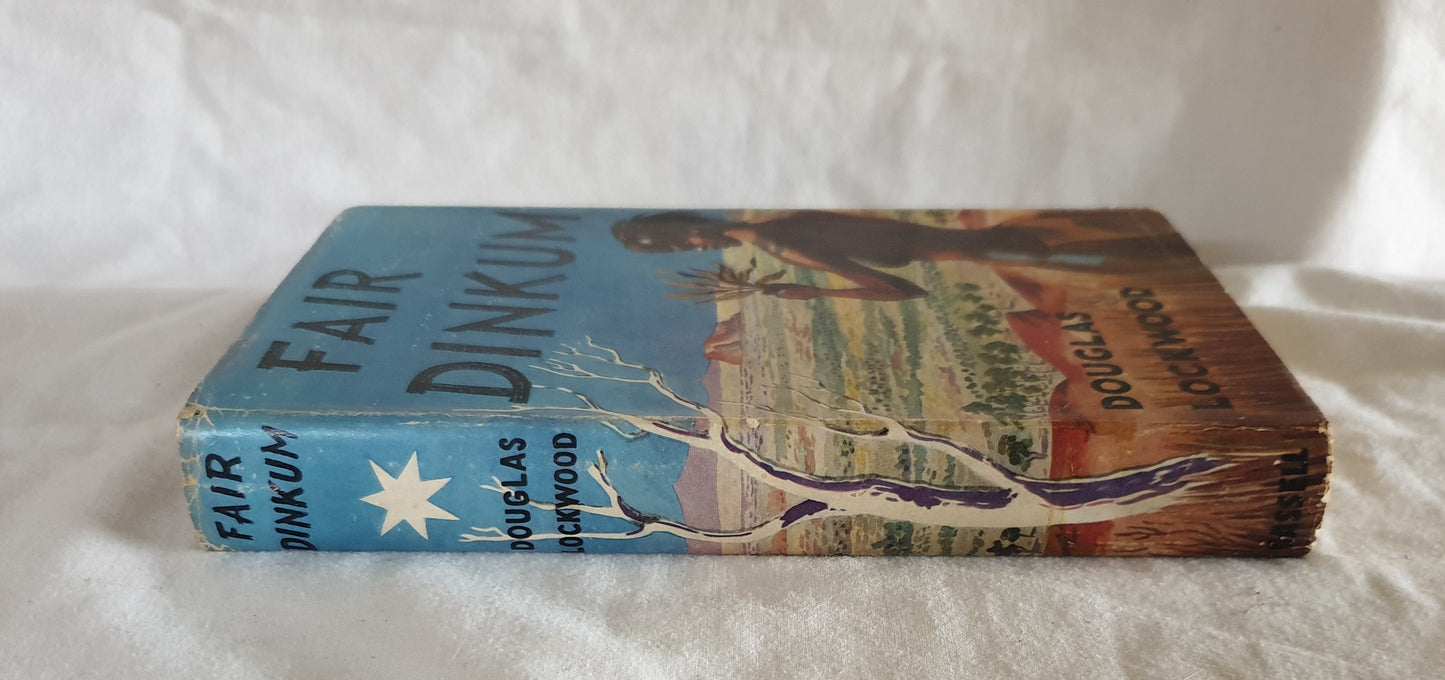 FAIR
DINKUM
DOUGLAS
LOCKWOOD
FAIR
DINKUM
DOUGLAS
LOCKWOOD